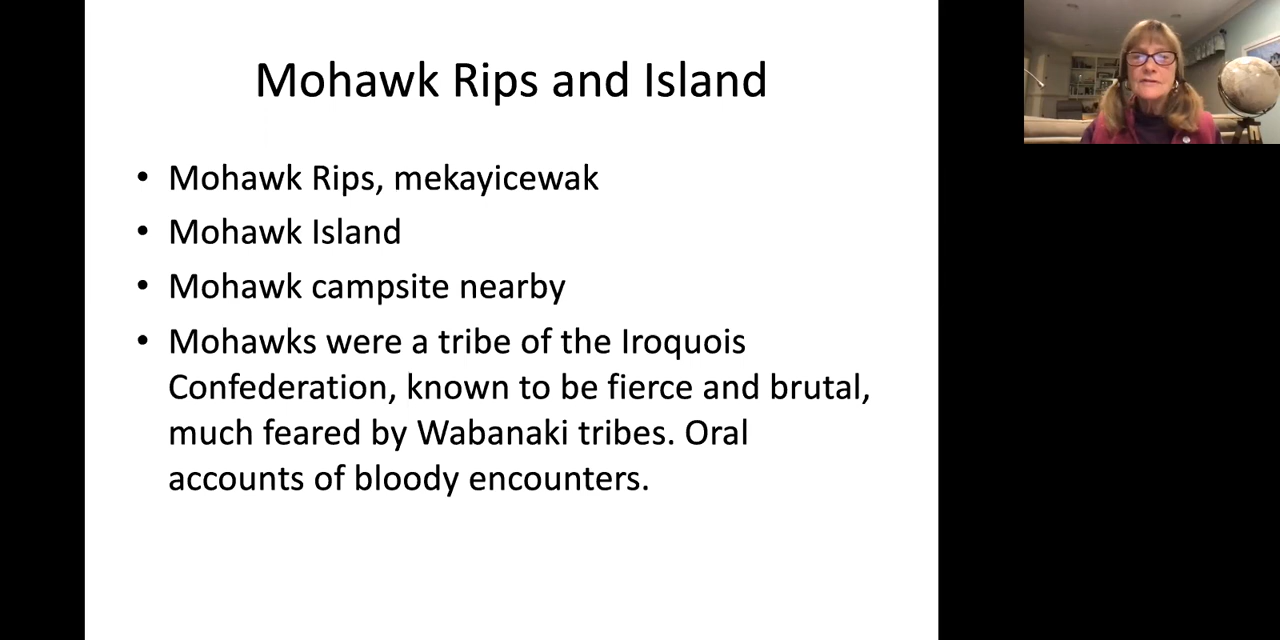 Mohawk Rips and Island
• Mohawk Rips, mekayicewak
• Mohawk Island
• Mohawk campsite nearby
• Mohawks were a tribe of the Iroquois
Confederation, known to be fierce and brutal,
much feared by Wabanaki tribes. Oral
accounts of bloody encounters.